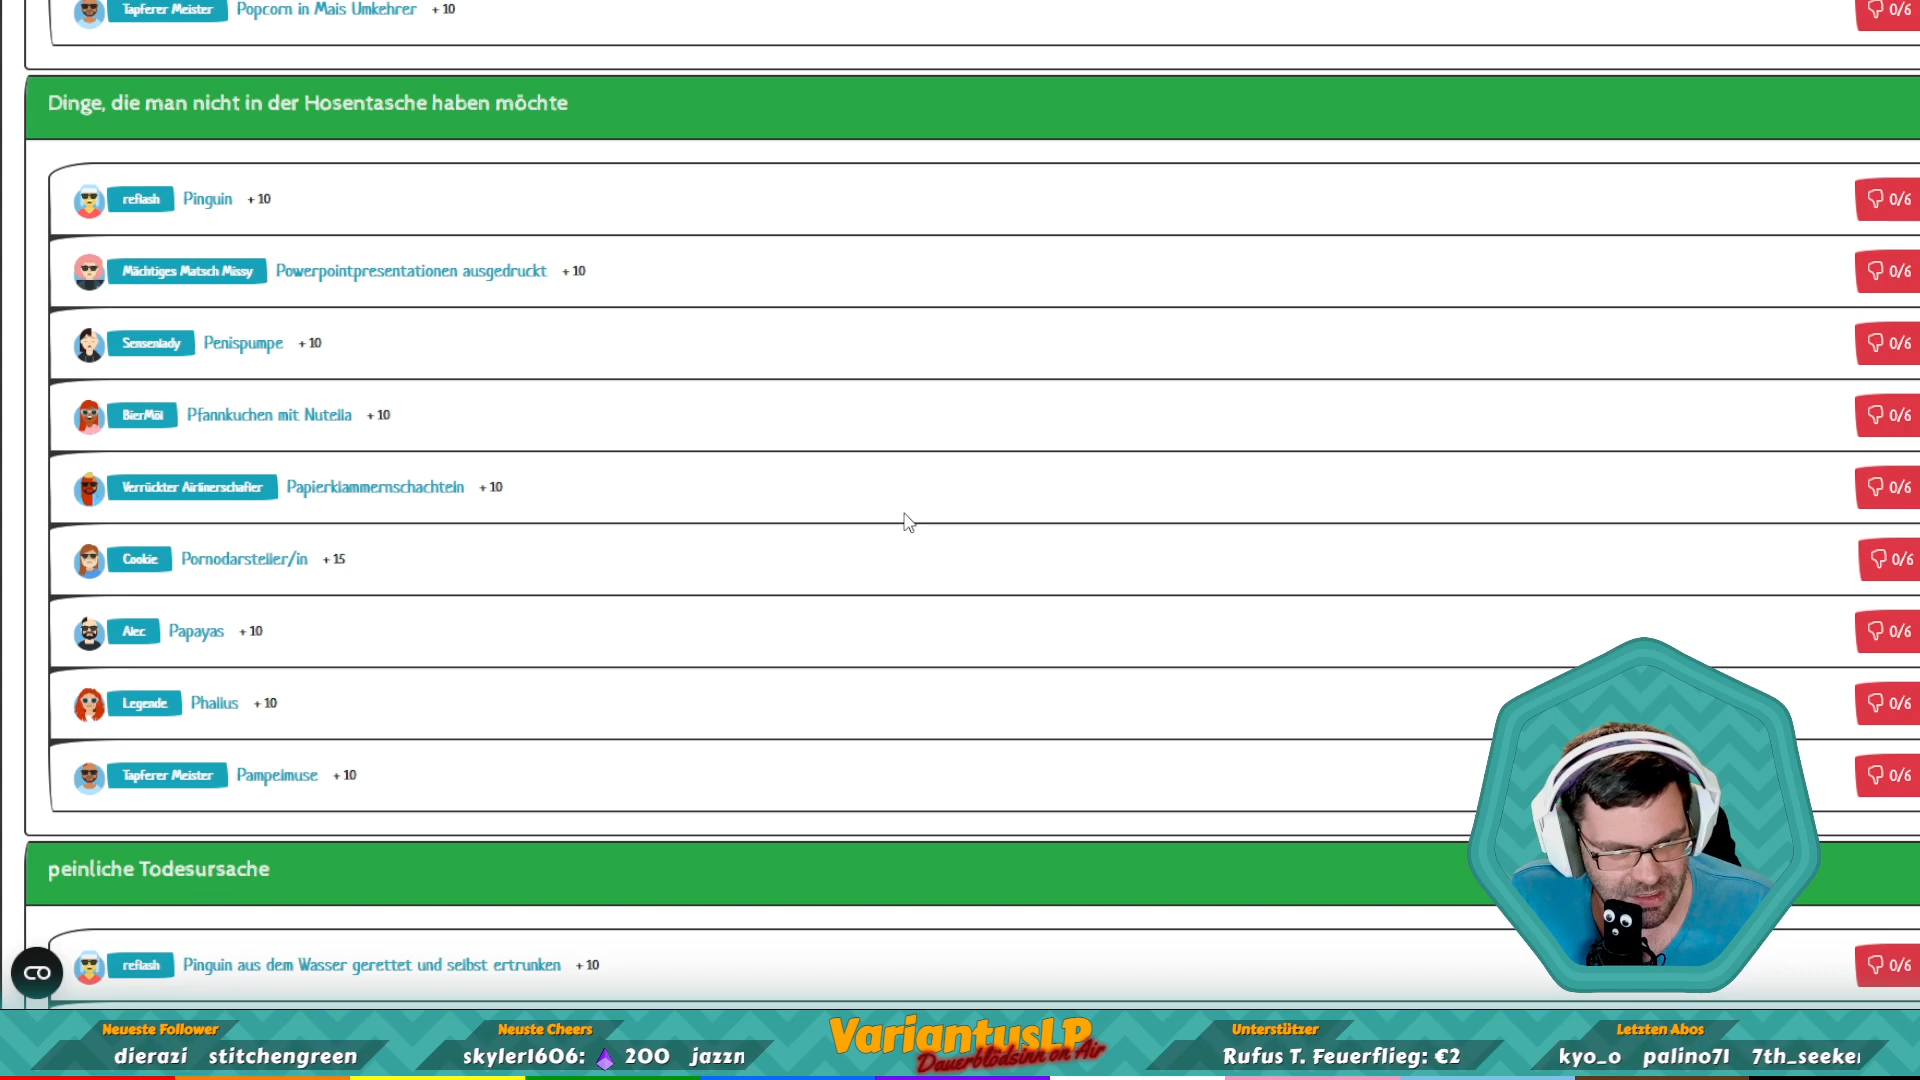 Tapferer Meister Popcorn in Mais Umkehrer +10 0/6
Dinge, die man nicht in der Hosentasche haben möchte
reflash Pinguin +10 0/6
Mächtiges Matsch Missy Powerpointpresentationen ausgedruckt +10 0/6
Sensenlady Penispumpe +10 0/6
BierMöl Pfannkuchen mit Nutella +10 0/6
Verrückter Airlinerschafler Papierklammernschachteln +10 0/6
Cookie Pornodarsteller/in +15 0/6
Alec Papayas +10 0/6
Legende Phallus +10 0/6
Tapferer Meister Pampelmuse +10 0/6
peinliche Todesursache
reflash Pinguin aus dem Wasser gerettet und selbst ertrunken +10 0/6
Neueste Follower
dierazi stitchengreen
Neuste Cheers
skyler1606: 200 jazzn
VariantusLP
Dauerblödsinn on Air
Unterstützer
Rufus T. Feuerflieg: €2
Letzten Abos
kyo_o palino71 7th_seeke